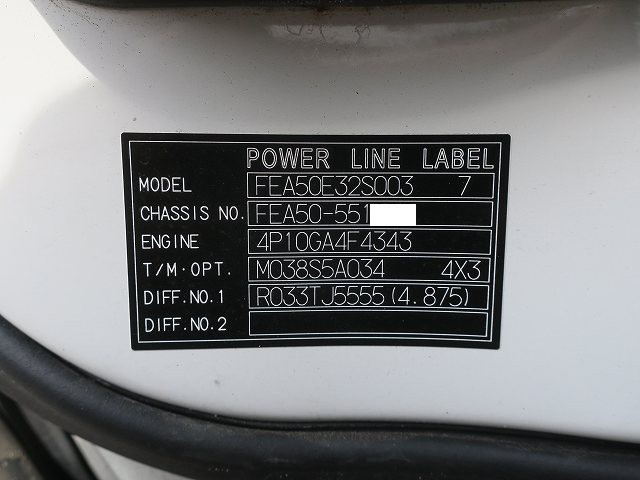 POWER LINE LABEL
MODEL FEA50E32S003 7
CHASSIS NO. FEA50-551
ENGINE 4P10GA4F4343
T/M·OPT. M038S5A034 4X3
DIFF.NO.1 R033TJ5555(4.875)
DIFF.NO.2